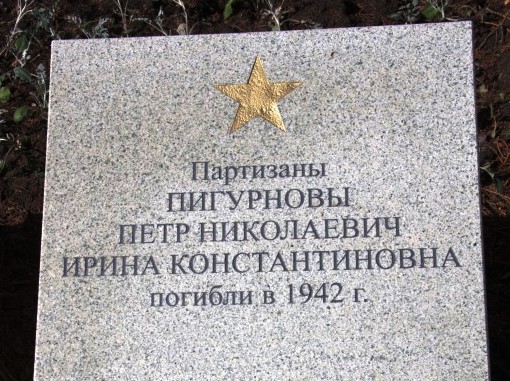 Партизаны
ПИГУРНОВЫ
ПЕТР НИКОЛАЕВИЧ
ИРИНА КОНСТАНТИНОВНА
погибли в 1942 г.